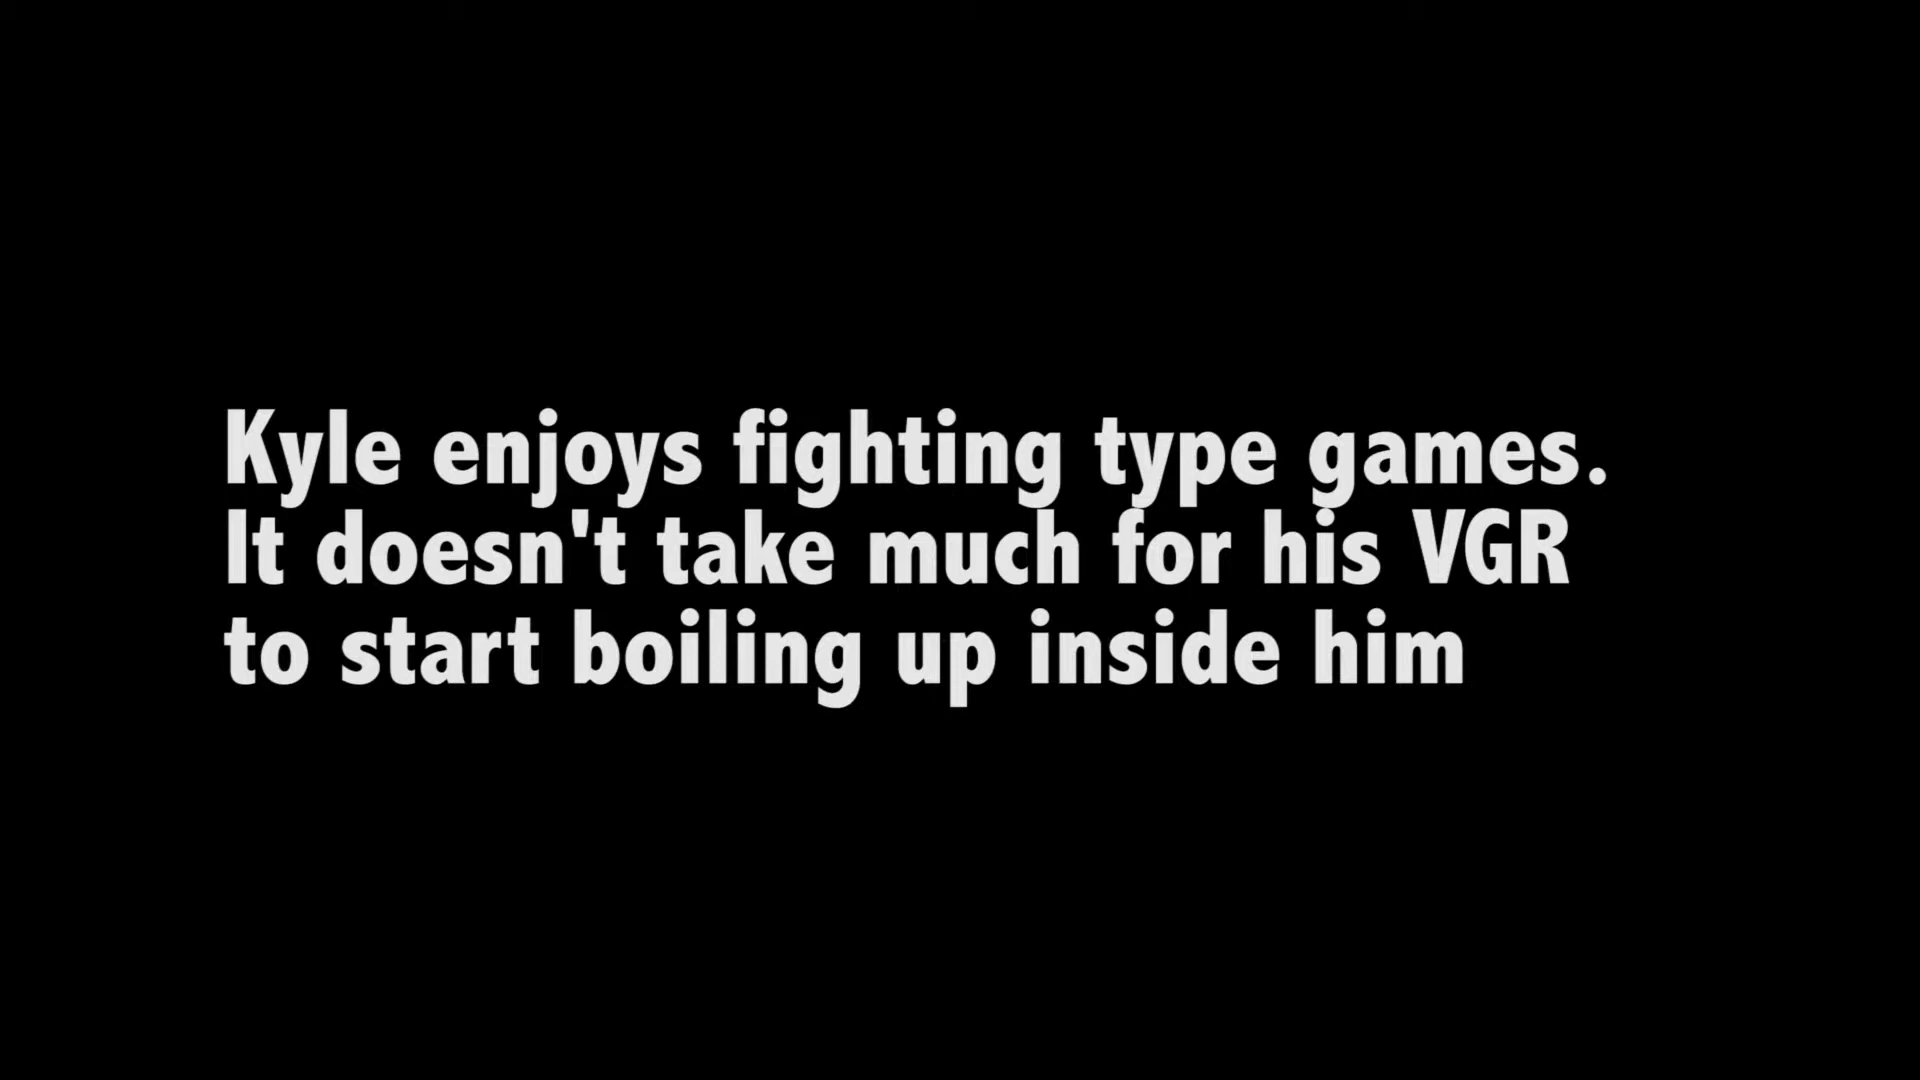 Kyle enjoys fighting type games.
It doesn't take much for his VGR
to start boiling up inside him